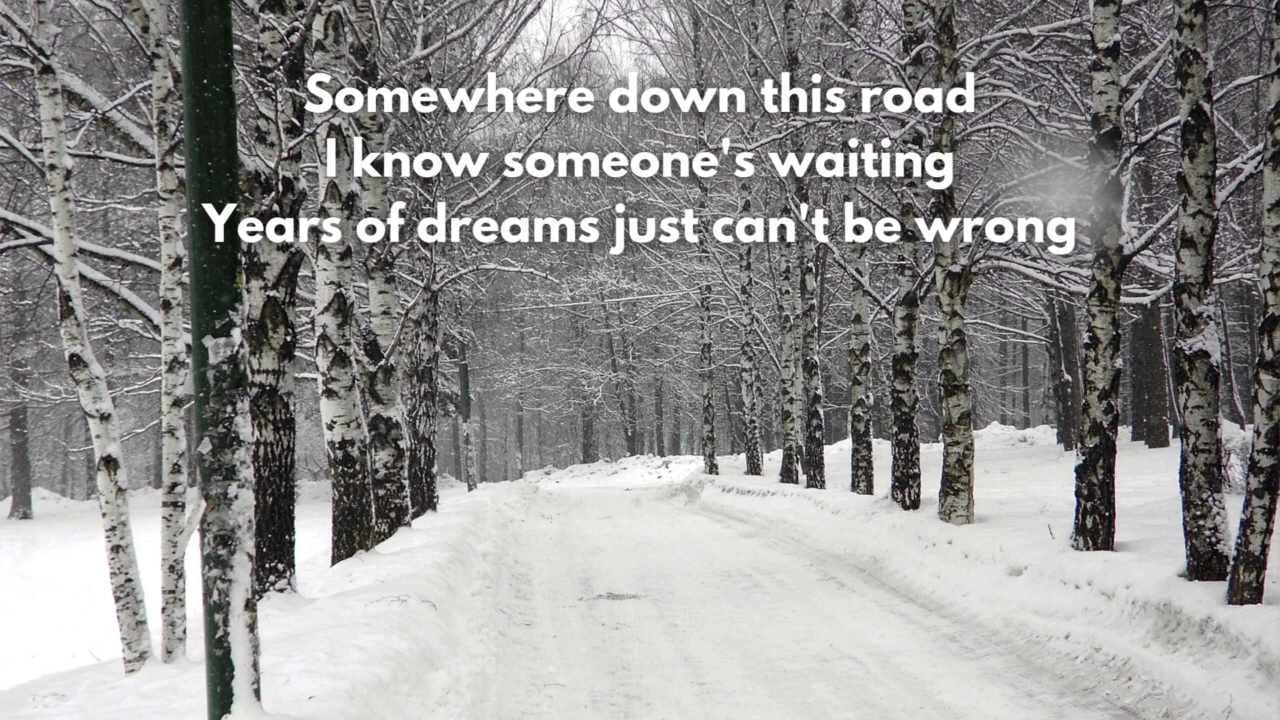 Somewhere down this road
I know someone's waiting
Years of dreams just can't be wrong